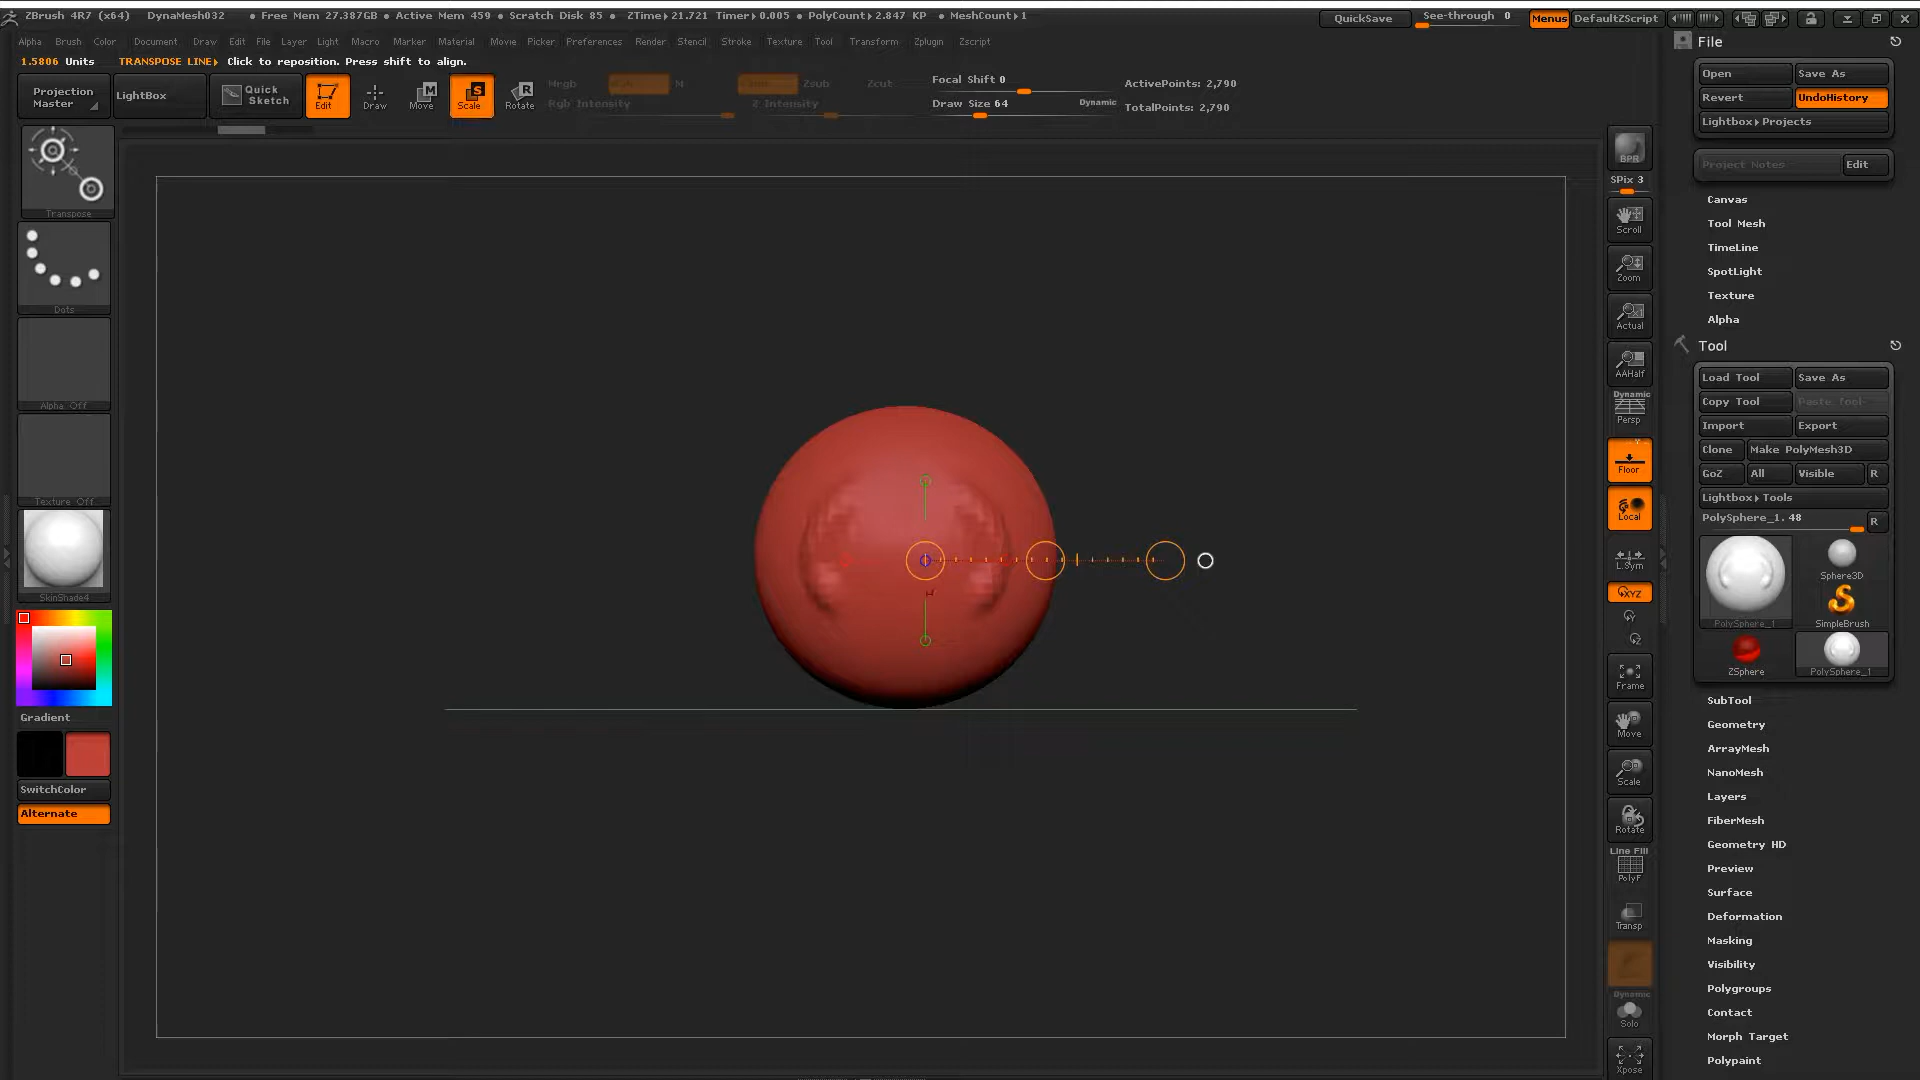 ZBrush 4R7 (x64) DynaMesh032 • Free Mem 27.387GB • Active Mem 459 • Scratch Disk 85 • ZTime▸21.721 Timer▸0.005 • PolyCount▸2.847 KP • MeshCount▸1 QuickSave See-through 0 Menus DefaultZScript
Alpha Brush Color Document Draw Edit File Layer Light Macro Marker Material Movie Picker Preferences Render Stencil Stroke Texture Tool Transform Zplugin Zscript
1.5806 Units TRANSPOSE LINE▸ Click to reposition. Press shift to align.
Projection Master
LightBox
Quick Sketch
Edit
Draw
Move
Scale
Rotate
Mrgb M Zsub Zcut
Rgb Intensity Z Intensity
Focal Shift 0
Draw Size 64 Dynamic
ActivePoints: 2,790
TotalPoints: 2,790
Transpose
Dots
Alpha Off
Texture Off
SkinShade4
Gradient
SwitchColor
Alternate
BPR
SPix 3
Scroll
Zoom
Actual
AAHalf
Dynamic
Persp
Floor
Local
L.Sym
XYZ
Frame
Move
Scale
Rotate
Line Fill
PolyF
Transp
Dynamic
Solo
Xpose
File
Open Save As
Revert UndoHistory
Lightbox▸Projects
Project Notes Edit
Canvas
Tool Mesh
TimeLine
SpotLight
Texture
Alpha
Tool
Load Tool Save As
Copy Tool Paste Tool
Import Export
Clone Make PolyMesh3D
GoZ All Visible R
Lightbox▸Tools
PolySphere_1. 48 R
Sphere3D
PolySphere_1 SimpleBrush
ZSphere PolySphere_1
SubTool
Geometry
ArrayMesh
NanoMesh
Layers
FiberMesh
Geometry HD
Preview
Surface
Deformation
Masking
Visibility
Polygroups
Contact
Morph Target
Polypaint